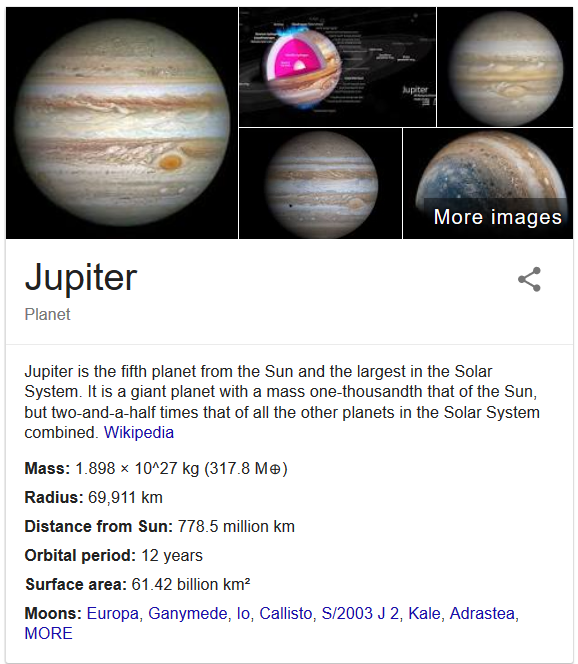 Jupiter
More images
Jupiter
Planet
Jupiter is the fifth planet from the Sun and the largest in the Solar
System. It is a giant planet with a mass one-thousandth that of the Sun,
but two-and-a-half times that of all the other planets in the Solar System
combined. Wikipedia
Mass: 1.898 × 10^27 kg (317.8 M⊕)
Radius: 69,911 km
Distance from Sun: 778.5 million km
Orbital period: 12 years
Surface area: 61.42 billion km²
Moons: Europa, Ganymede, Io, Callisto, S/2003 J 2, Kale, Adrastea,
MORE